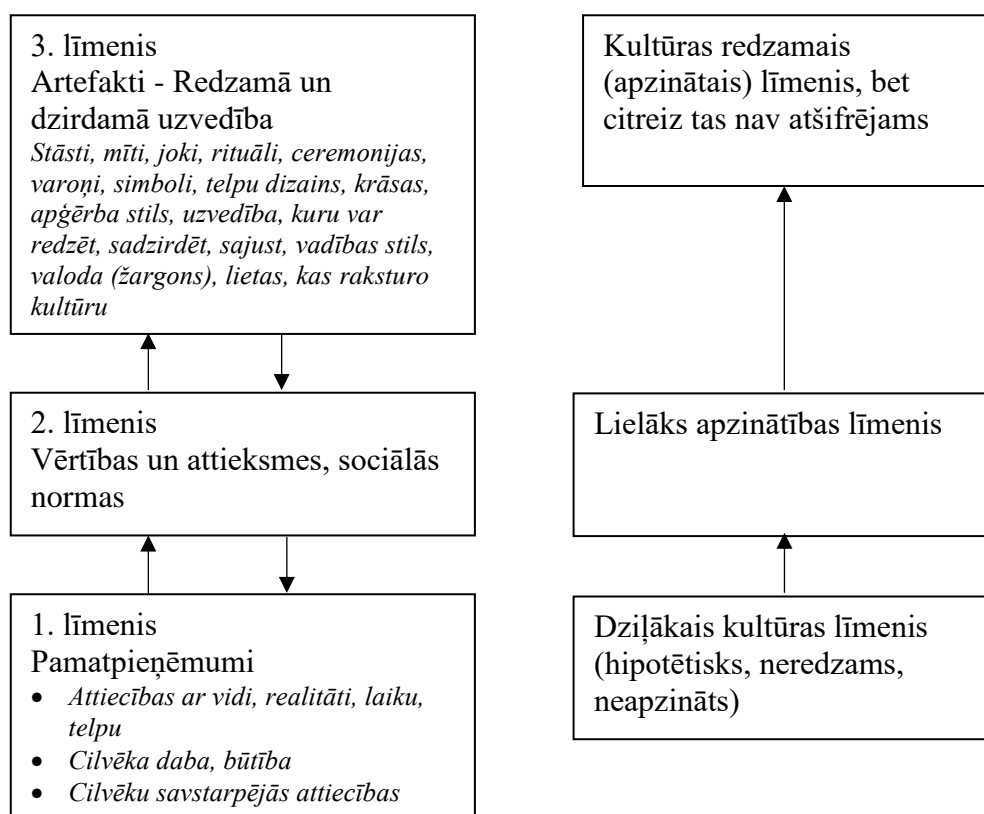 3. līmenis
Artefakti - Redzamā un
dzirdamā uzvedība
Stāsti, mīti, joki, rituāli, ceremonijas,
varoņi, simboli, telpu dizains, krāsas,
apģērba stils, uzvedība, kuru var
redzēt, sadzirdēt, sajust, vadības stils,
valoda (žargons), lietas, kas raksturo
kultūru
Kultūras redzamais
(apzinātais) līmenis, bet
citreiz tas nav atšifrējams
2. līmenis
Vērtības un attieksmes, sociālās
normas
Lielāks apzinātības līmenis
1. līmenis
Pamatpieņēmumi
• Attiecības ar vidi, realitāti, laiku,
telpu
• Cilvēka daba, būtība
• Cilvēku savstarpējās attiecības
Dziļākais kultūras līmenis
(hipotētisks, neredzams,
neapzināts)